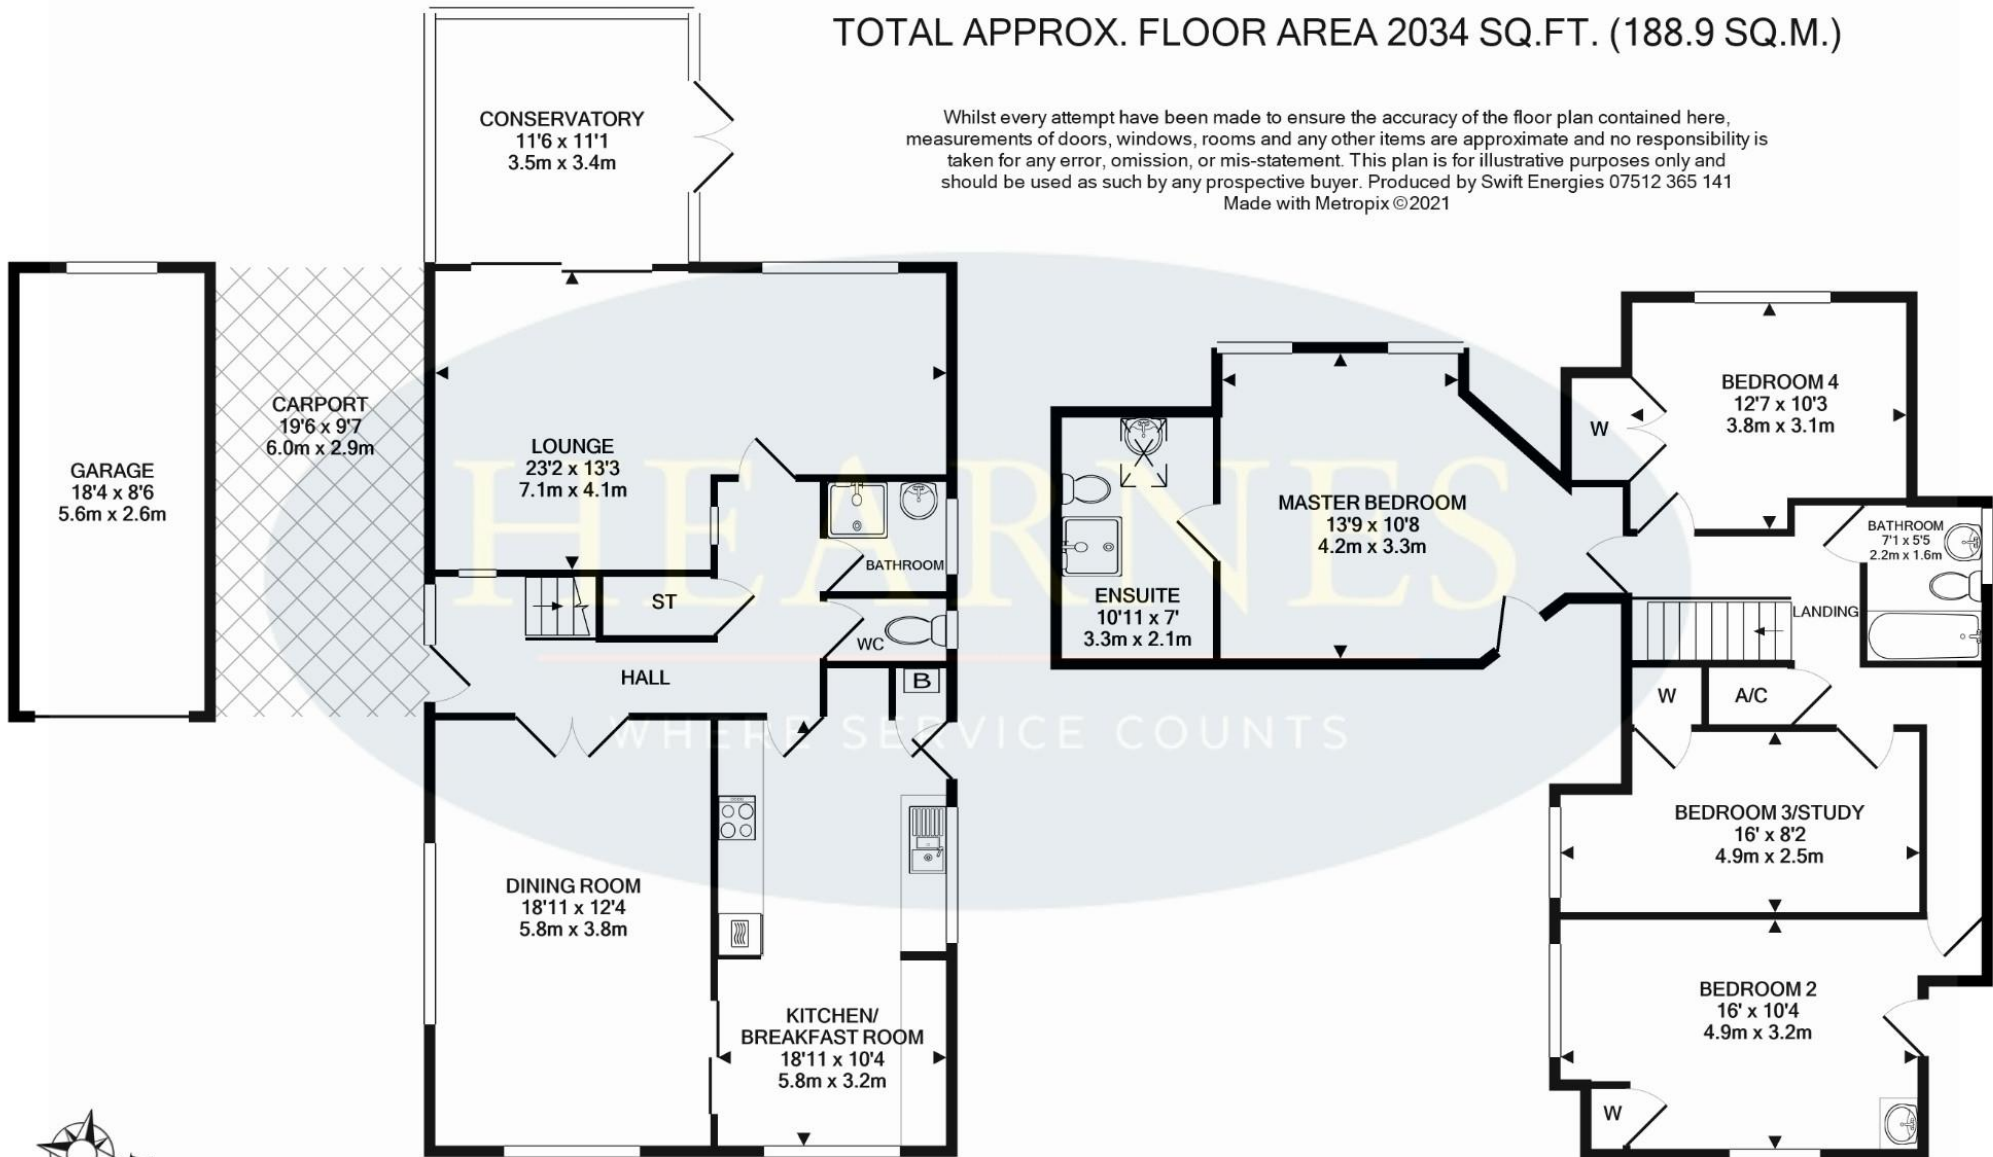 TOTAL APPROX. FLOOR AREA 2034 SQ.FT. (188.9 SQ.M.)
Whilst every attempt have been made to ensure the accuracy of the floor plan contained here,
measurements of doors, windows, rooms and any other items are approximate and no responsibility is
taken for any error, omission, or mis-statement. This plan is for illustrative purposes only and
should be used as such by any prospective buyer. Produced by Swift Energies 07512 365 141
Made with Metropix ©2021
CONSERVATORY
11'6 x 11'1
3.5m x 3.4m
GARAGE
18'4 x 8'6
5.6m x 2.6m
CARPORT
19'6 x 9'7
6.0m x 2.9m
LOUNGE
23'2 x 13'3
7.1m x 4.1m
BATHROOM
ST
WC
HALL
B
DINING ROOM
18'11 x 12'4
5.8m x 3.8m
KITCHEN/
BREAKFAST ROOM
18'11 x 10'4
5.8m x 3.2m
HEARNES
WHERE SERVICE COUNTS
MASTER BEDROOM
13'9 x 10'8
4.2m x 3.3m
ENSUITE
10'11 x 7'
3.3m x 2.1m
BEDROOM 4
12'7 x 10'3
3.8m x 3.1m
W
BATHROOM
7'1 x 5'5
2.2m x 1.6m
LANDING
W
A/C
BEDROOM 3/STUDY
16' x 8'2
4.9m x 2.5m
BEDROOM 2
16' x 10'4
4.9m x 3.2m
W